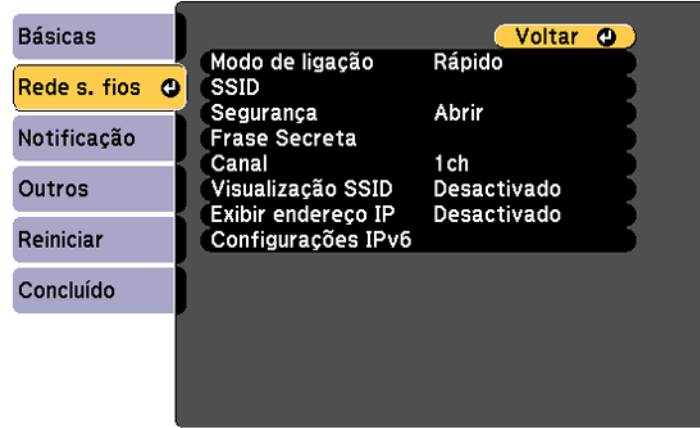 Básicas
Rede s. fios
Notificação
Outros
Reiniciar
Concluído
Voltar
Modo de ligação Rápido
SSID
Segurança Abrir
Frase Secreta
Canal 1ch
Visualização SSID Desactivado
Exibir endereço IP Desactivado
Configurações IPv6